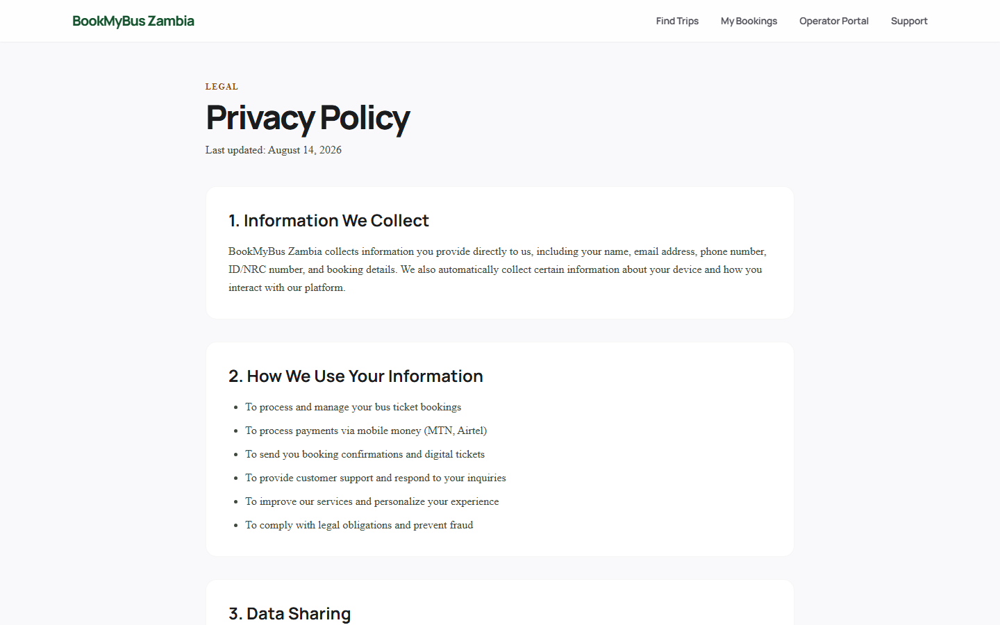 BookMyBus Zambia
Find Trips
My Bookings
Operator Portal
Support
LEGAL
Privacy Policy
Last updated: August 14, 2026
1. Information We Collect
BookMyBus Zambia collects information you provide directly to us, including your name, email address, phone number,
ID/NRC number, and booking details. We also automatically collect certain information about your device and how you
interact with our platform.
2. How We Use Your Information
• To process and manage your bus ticket bookings
• To process payments via mobile money (MTN, Airtel)
• To send you booking confirmations and digital tickets
• To provide customer support and respond to your inquiries
• To improve our services and personalize your experience
• To comply with legal obligations and prevent fraud
3. Data Sharing